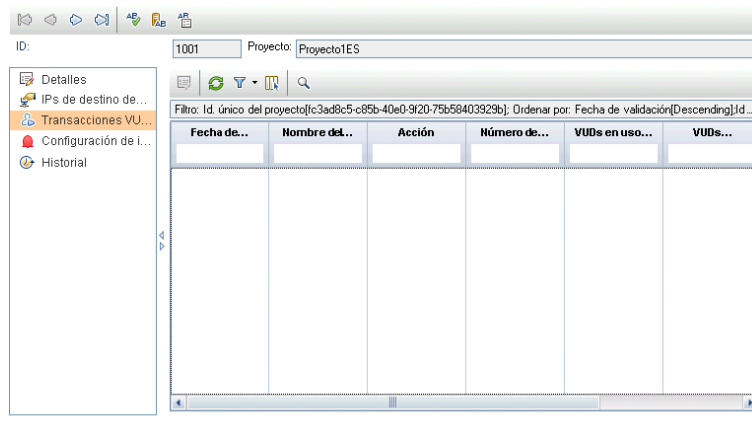 ID: 1001 Proyecto: Proyecto1ES
Detalles
IPs de destino de...
Transacciones VU...
Configuración de i...
Historial
Filtro: Id. único del proyecto[fc3ad8c5-c85b-40e0-9f20-75b58403929b]; Ordenar por: Fecha de validación[Descending];Id...
Fecha de... Nombre del... Acción Número de... VUDs en uso... VUDs...